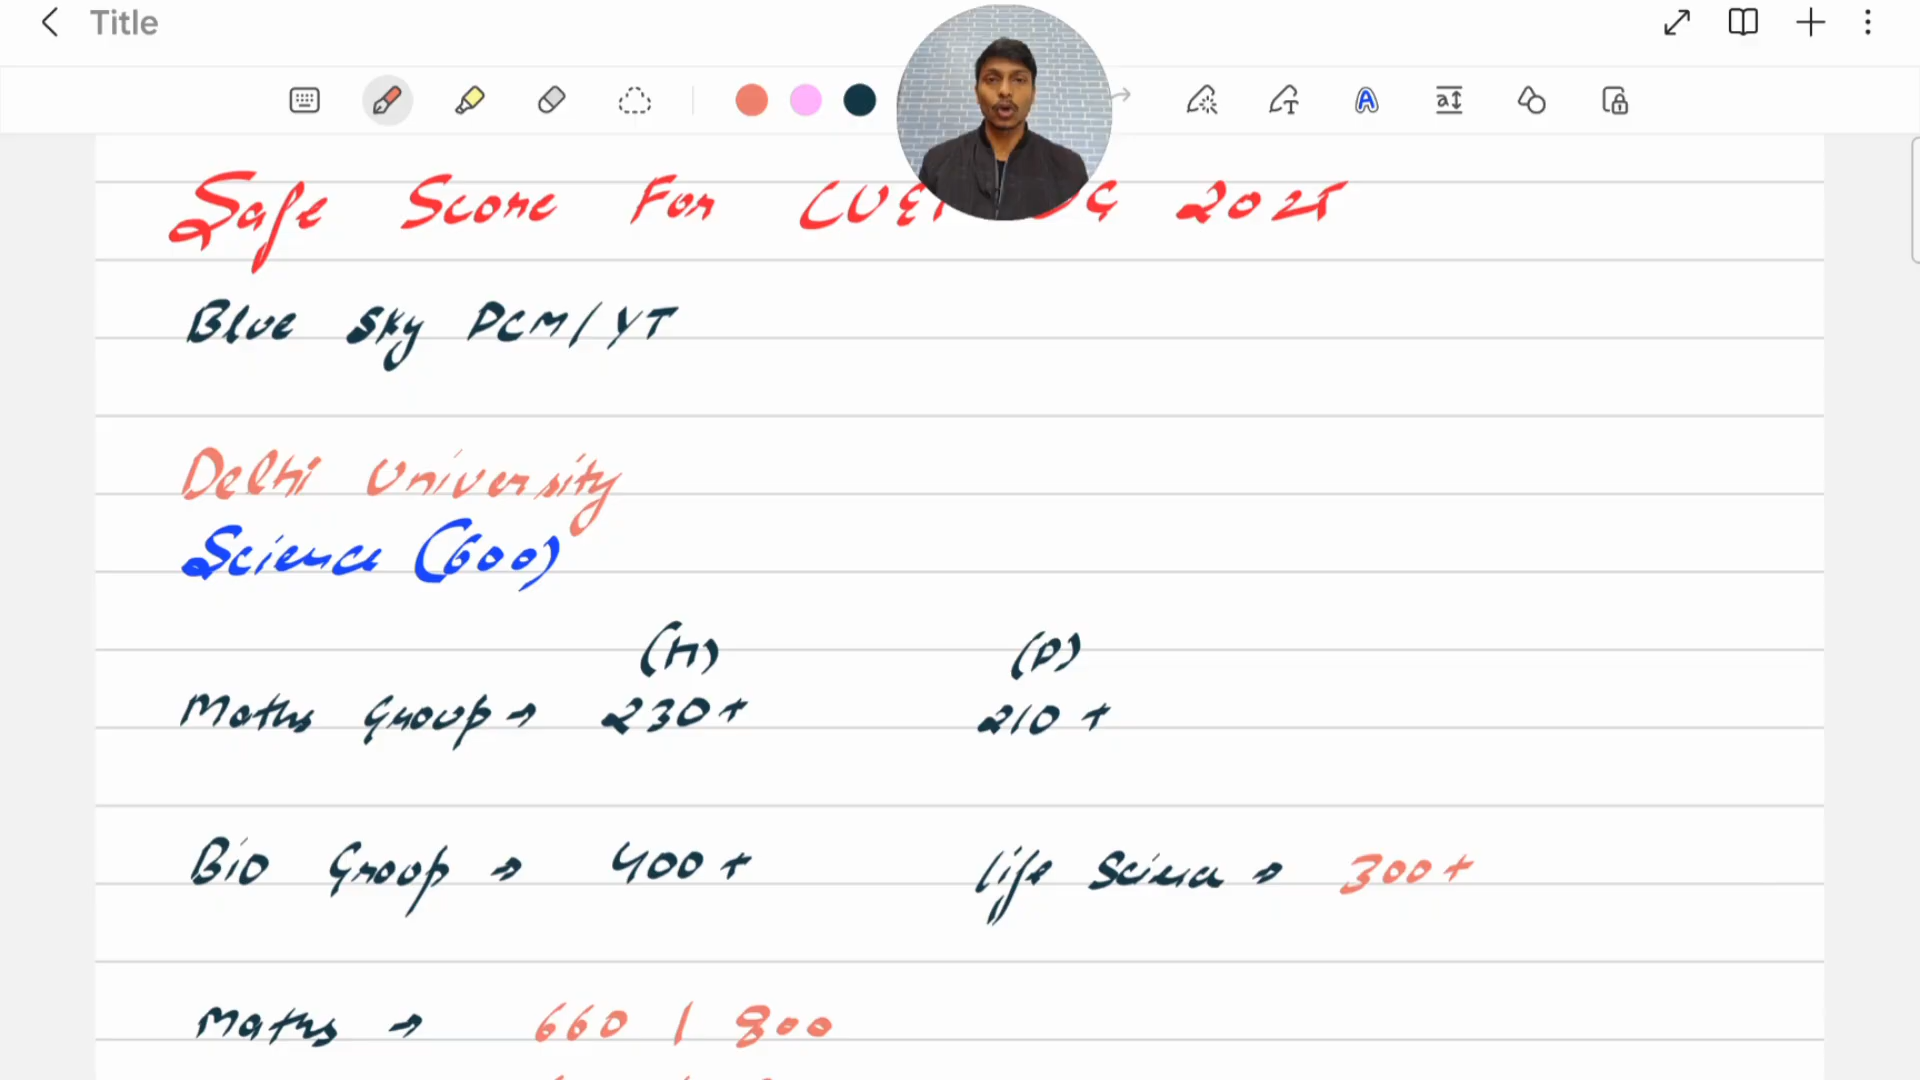 Title
Safe Score For CUET UG 2025
Blue Sky PCM/YT
Delhi University
Science (600)
(H) (P)
Maths Group → 230+ 210+
Bio Group → 400+ Life Science → 300+
Maths → 660 / 800